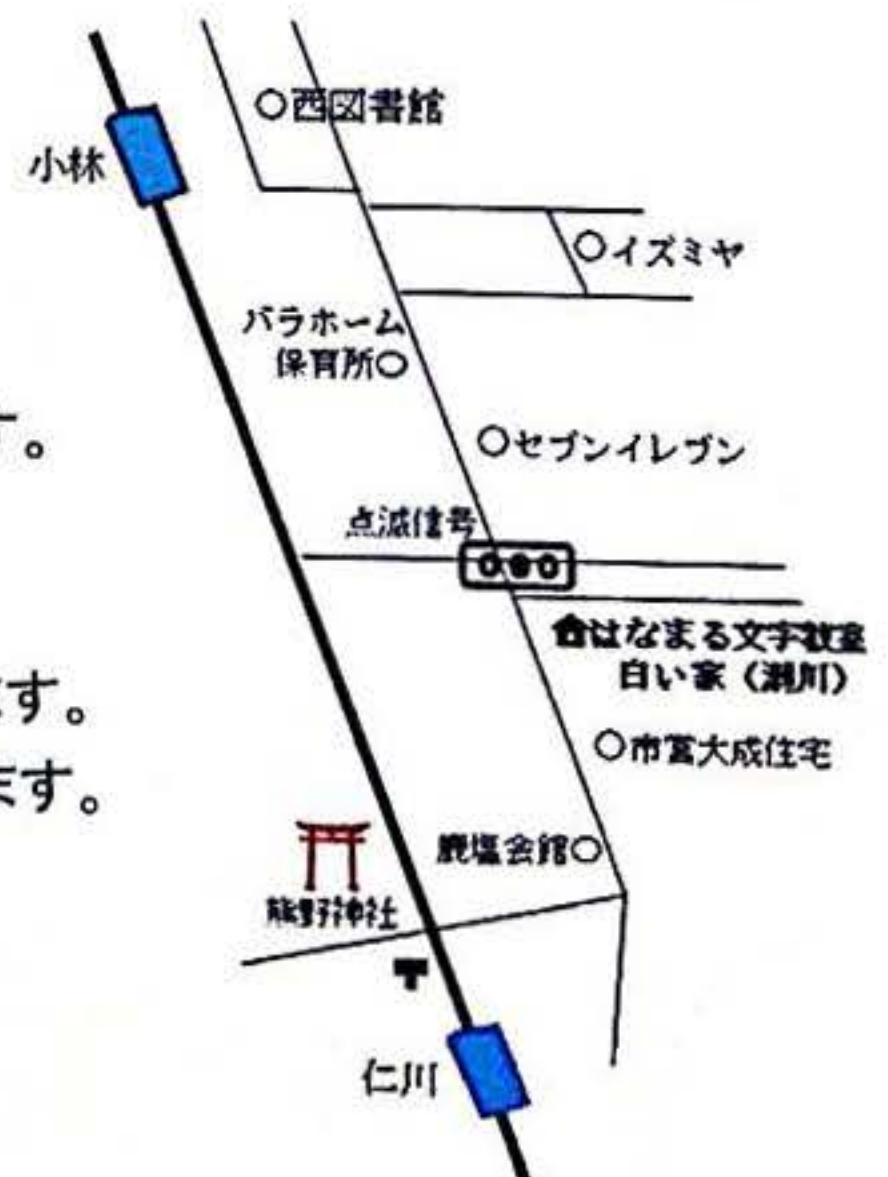 西図書館
小林
イズミヤ
バラホーム
保育所
す。
セブンイレブン
点滅信号
はなまる文字教室
白い家（瀬川）
ます。
市営大成住宅
ます。
鹿塩会館
熊野神社
〒
仁川